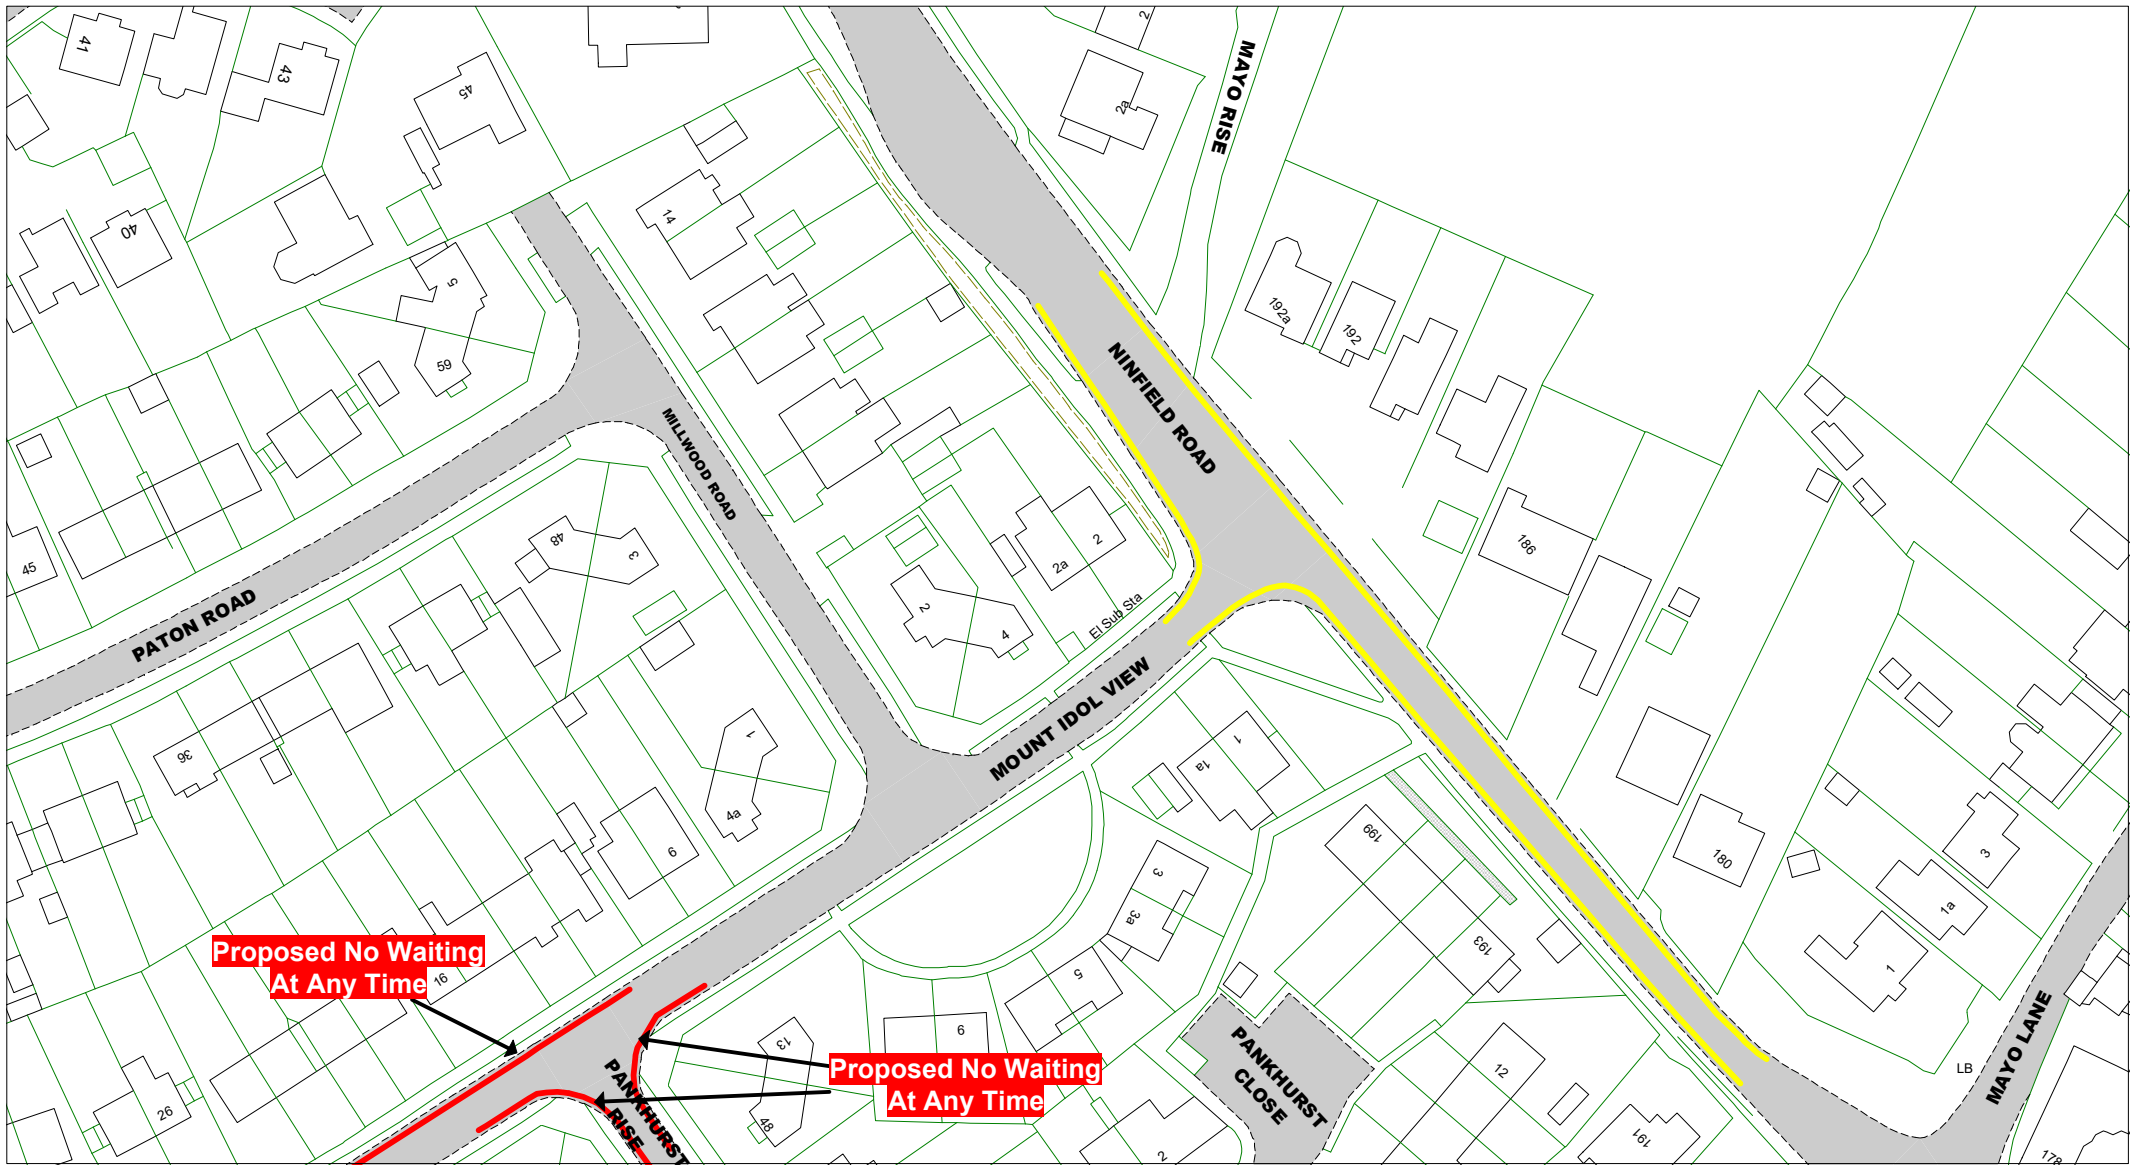 41
43
45
2
2a
MAYO RISE
14
40
5
59
192a
192
NINFIELD ROAD
MILLWOOD ROAD
48
3
45
PATON ROAD
2
2a
186
2
4
El Sub Sta
MOUNT IDOL VIEW
36
1
4a
9
1
1a
199
180
3
1a
3
3a
193
1
5
16
6
13
Proposed No Waiting
At Any Time
Proposed No Waiting
At Any Time
PANKHURST
RISE
PANKHURST
CLOSE
MAYO LANE
LB
12
26
48
2
191
178